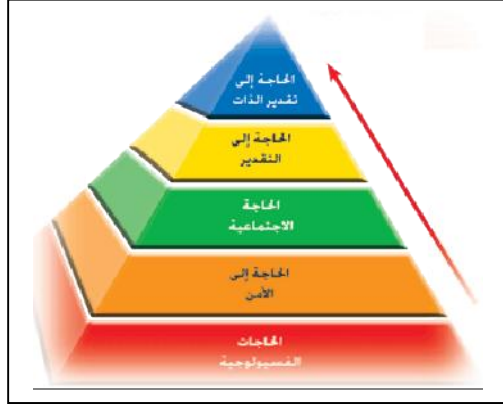 الحاجة إلى
تقدير الذات
الحاجة إلى
التقدير
الحاجة
الاجتماعية
الحاجة إلى
الأمن
الحاجات
الفسيولوجية